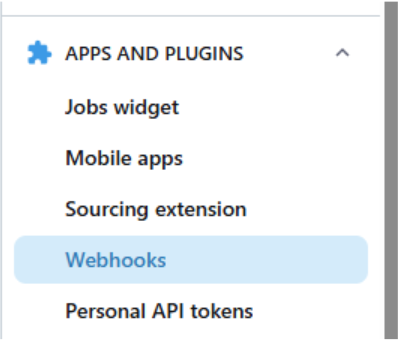 APPS AND PLUGINS
Jobs widget
Mobile apps
Sourcing extension
Webhooks
Personal API tokens